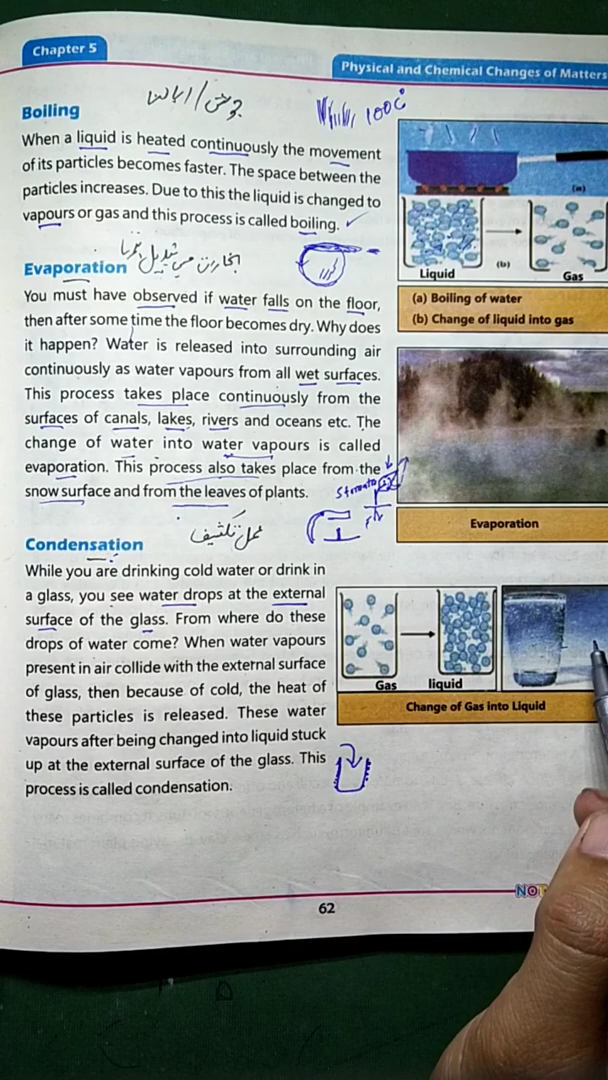 Chapter 5
Physical and Chemical Changes of Matters
Boiling
جوش / ابالنا
100°C
When a liquid is heated continuously the movement
of its particles becomes faster. The space between the
particles increases. Due to this the liquid is changed to
vapours or gas and this process is called boiling.
(a)
Liquid
(b)
Gas
(a) Boiling of water
(b) Change of liquid into gas
Evaporation
You must have observed if water falls on the floor,
then after some time the floor becomes dry. Why does
it happen? Water is released into surrounding air
continuously as water vapours from all wet surfaces.
This process takes place continuously from the
surfaces of canals, lakes, rivers and oceans etc. The
change of water into water vapours is called
evaporation. This process also takes place from the
snow surface and from the leaves of plants.
Stomata
Evaporation
Condensation
عمل تکثیف
While you are drinking cold water or drink in
a glass, you see water drops at the external
surface of the glass. From where do these
drops of water come? When water vapours
present in air collide with the external surface
of glass, then because of cold, the heat of
these particles is released. These water
vapours after being changed into liquid stuck
up at the external surface of the glass. This
process is called condensation.
Gas
liquid
Change of Gas into Liquid
62